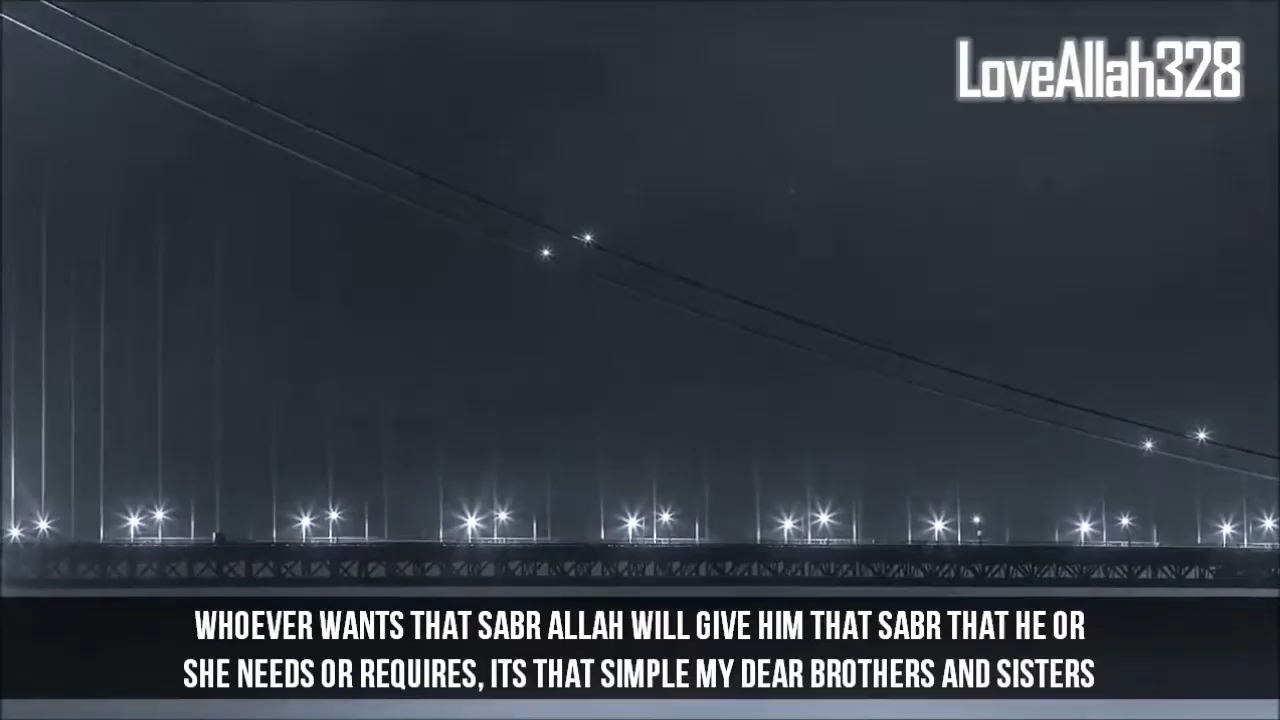 LoveAllah328
WHOEVER WANTS THAT SABR ALLAH WILL GIVE HIM THAT SABR THAT HE OR
SHE NEEDS OR REQUIRES, ITS THAT SIMPLE MY DEAR BROTHERS AND SISTERS